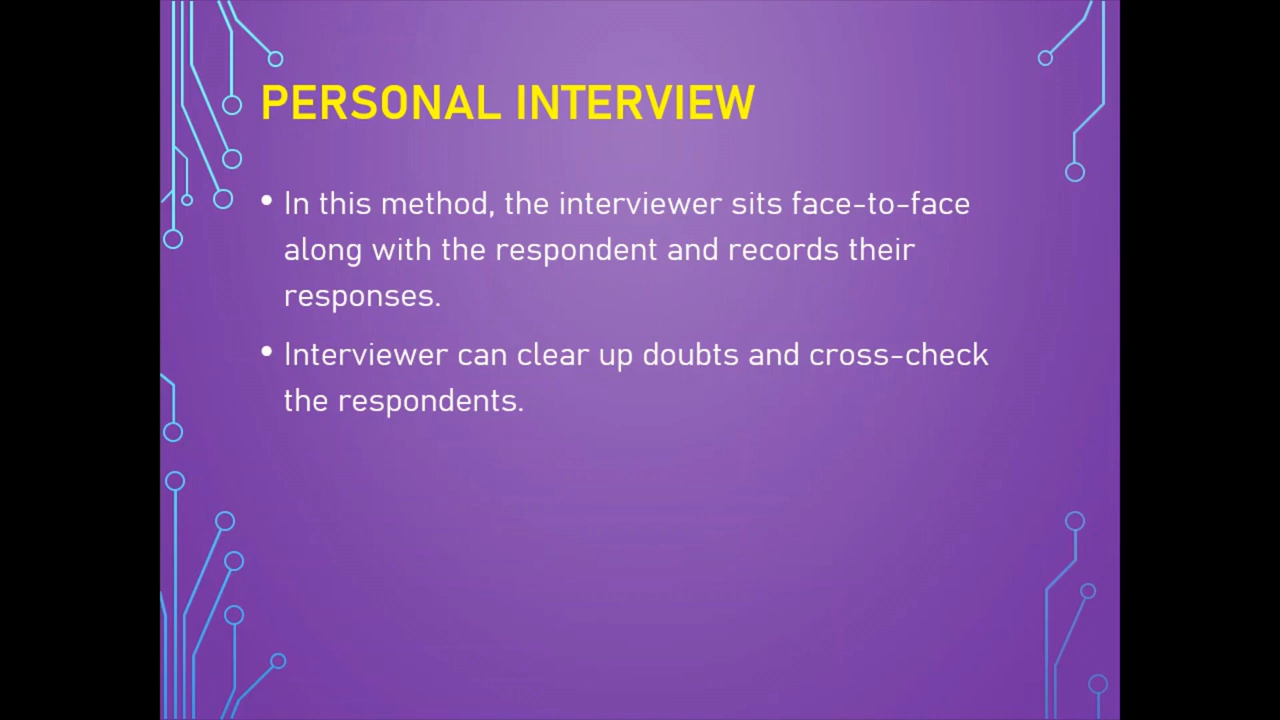 PERSONAL INTERVIEW
• In this method, the interviewer sits face-to-face
along with the respondent and records their
responses.
• Interviewer can clear up doubts and cross-check
the respondents.